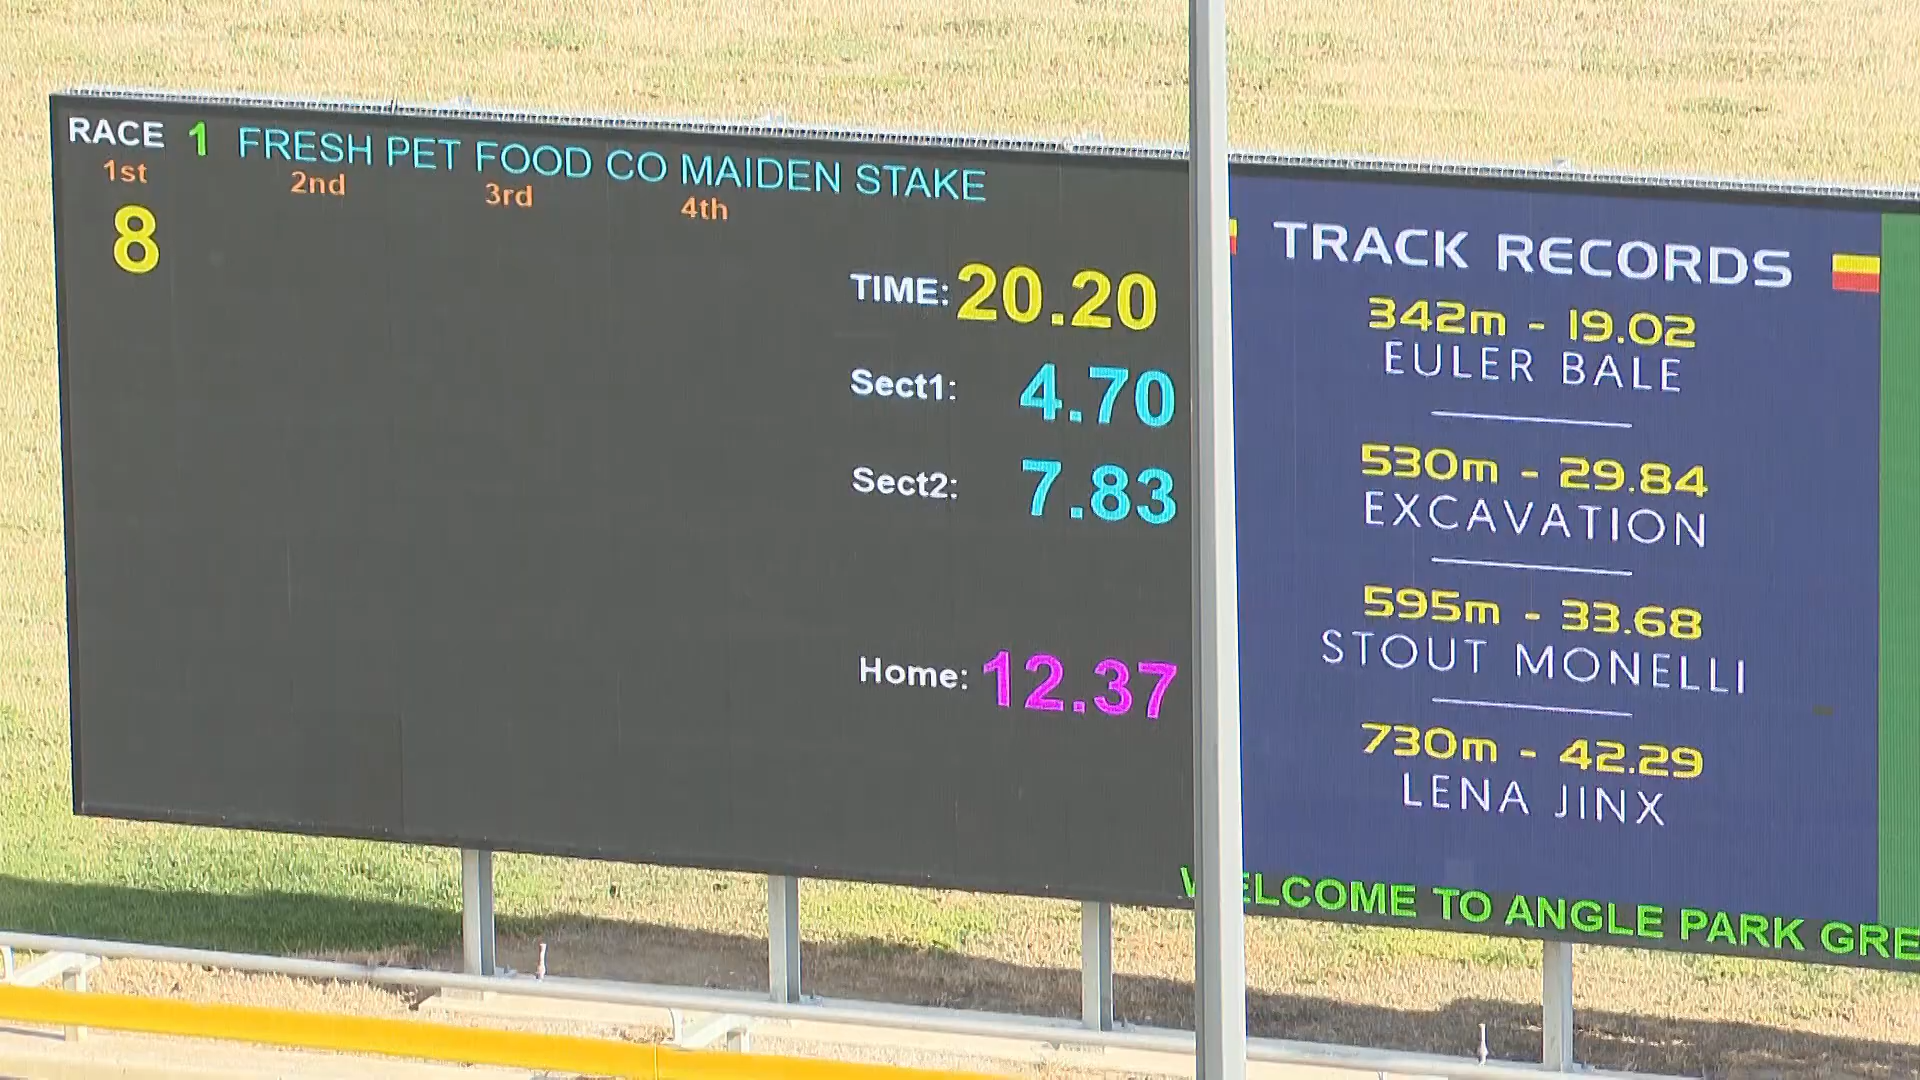 RACE 1 FRESH PET FOOD CO MAIDEN STAKE
1st 2nd 3rd 4th
8
TIME: 20.20
Sect1: 4.70
Sect2: 7.83
Home: 12.37
TRACK RECORDS
342m - 19.02
EULER BALE
530m - 29.84
EXCAVATION
595m - 33.68
STOUT MONELLI
730m - 42.29
LENA JINX
WELCOME TO ANGLE PARK GRE